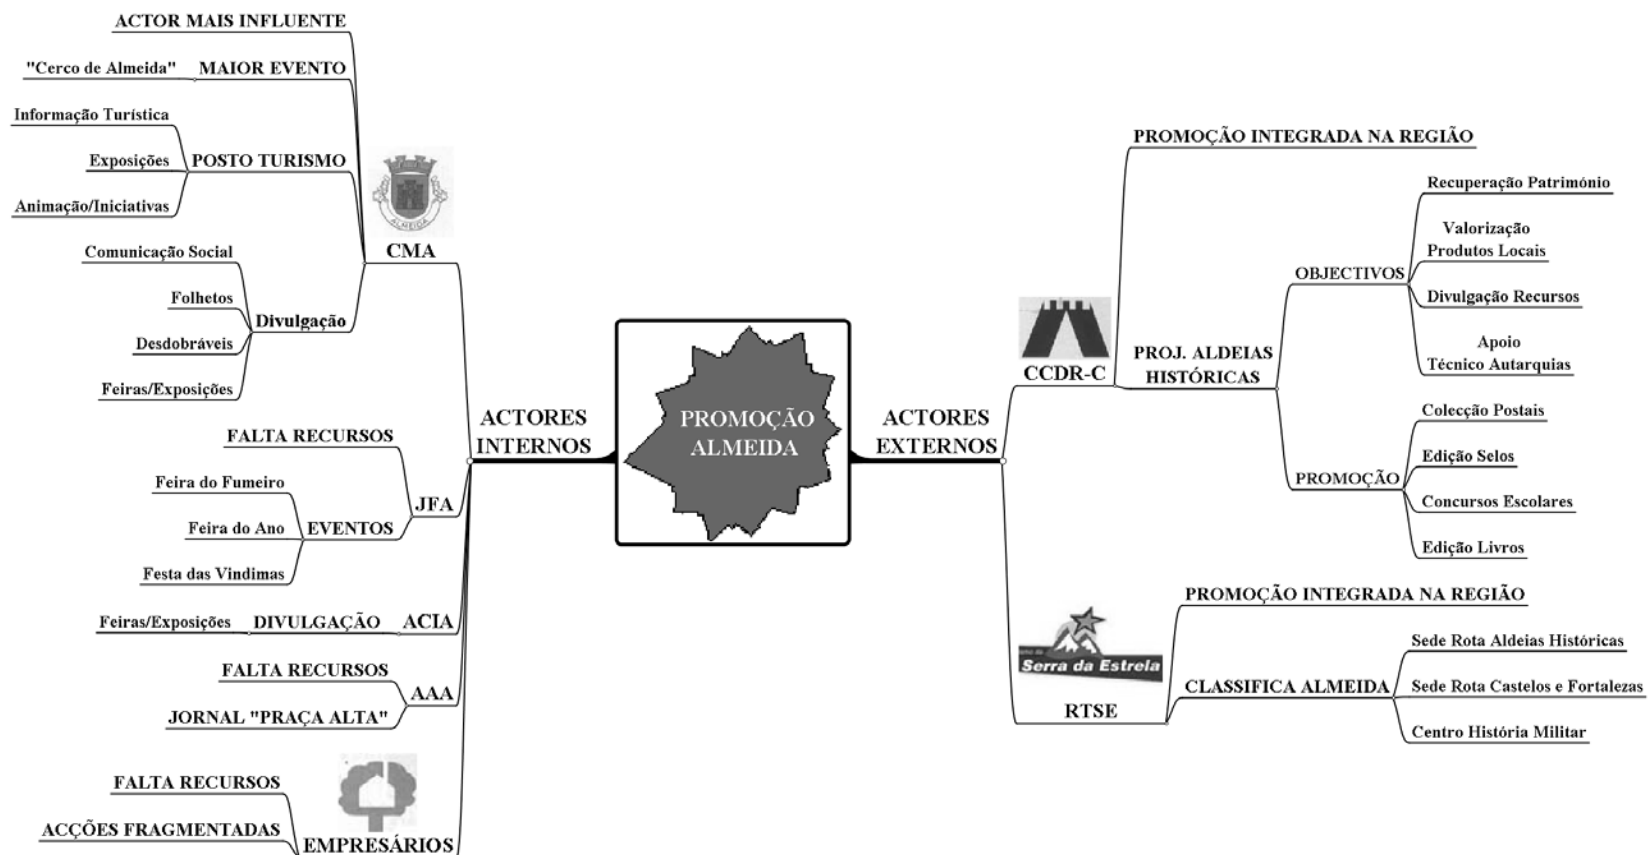 ACTOR MAIS INFLUENTE
"Cerco de Almeida"
MAIOR EVENTO
Informação Turística
Exposições
POSTO TURISMO
Animação/Iniciativas
ALMEIDA
CMA
Comunicação Social
Folhetos
Divulgação
Desdobráveis
Feiras/Exposições
ACTORES
INTERNOS
FALTA RECURSOS
Feira do Fumeiro
JFA
Feira do Ano
EVENTOS
Festa das Vindimas
Feiras/Exposições
DIVULGAÇÃO
ACIA
FALTA RECURSOS
AAA
JORNAL "PRAÇA ALTA"
FALTA RECURSOS
ACÇÕES FRAGMENTADAS
EMPRESÁRIOS
PROMOÇÃO
ALMEIDA
ACTORES
EXTERNOS
PROMOÇÃO INTEGRADA NA REGIÃO
CCDR-C
PROJ. ALDEIAS
HISTÓRICAS
OBJECTIVOS
Recuperação Património
Valorização
Produtos Locais
Divulgação Recursos
Apoio
Técnico Autarquias
PROMOÇÃO
Colecção Postais
Edição Selos
Concursos Escolares
Edição Livros
PROMOÇÃO INTEGRADA NA REGIÃO
Serra da Estrela
RTSE
CLASSIFICA ALMEIDA
Sede Rota Aldeias Históricas
Sede Rota Castelos e Fortalezas
Centro História Militar